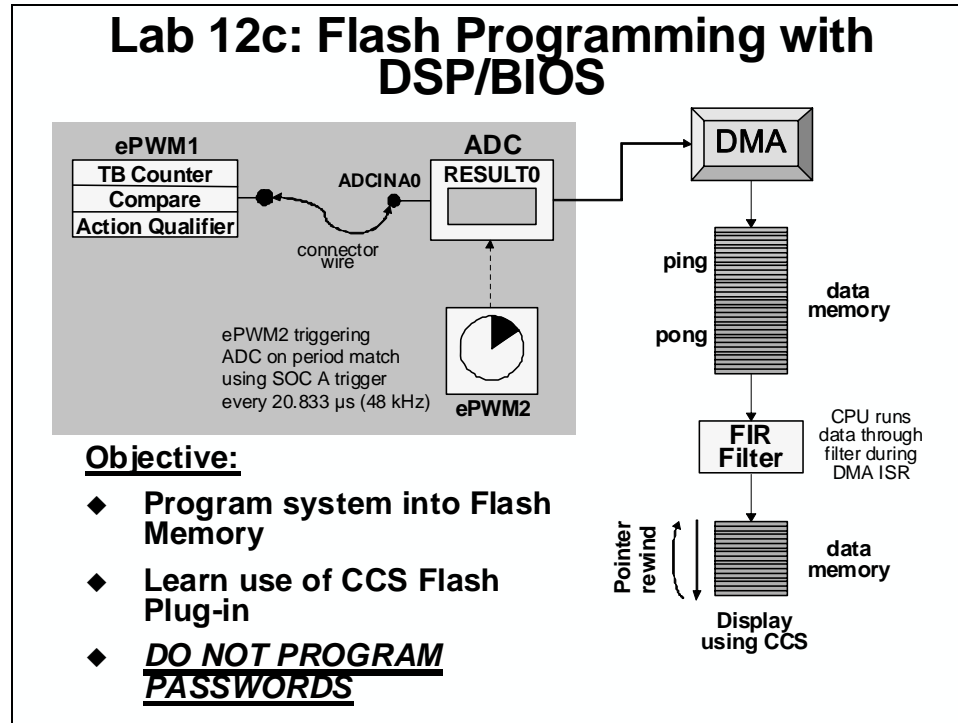 Lab 12c: Flash Programming with
DSP/BIOS
ePWM1
TB Counter
Compare
Action Qualifier
connector
wire
ADCINA0
ADC
RESULT0
DMA
ePWM2 triggering
ADC on period match
using SOC A trigger
every 20.833 µs (48 kHz)
ePWM2
ping
pong
data
memory
FIR
Filter
CPU runs
data through
filter during
DMA ISR
Pointer
rewind
data
memory
Display
using CCS
Objective:
◆ Program system into Flash
Memory
◆ Learn use of CCS Flash
Plug-in
◆ DO NOT PROGRAM
PASSWORDS